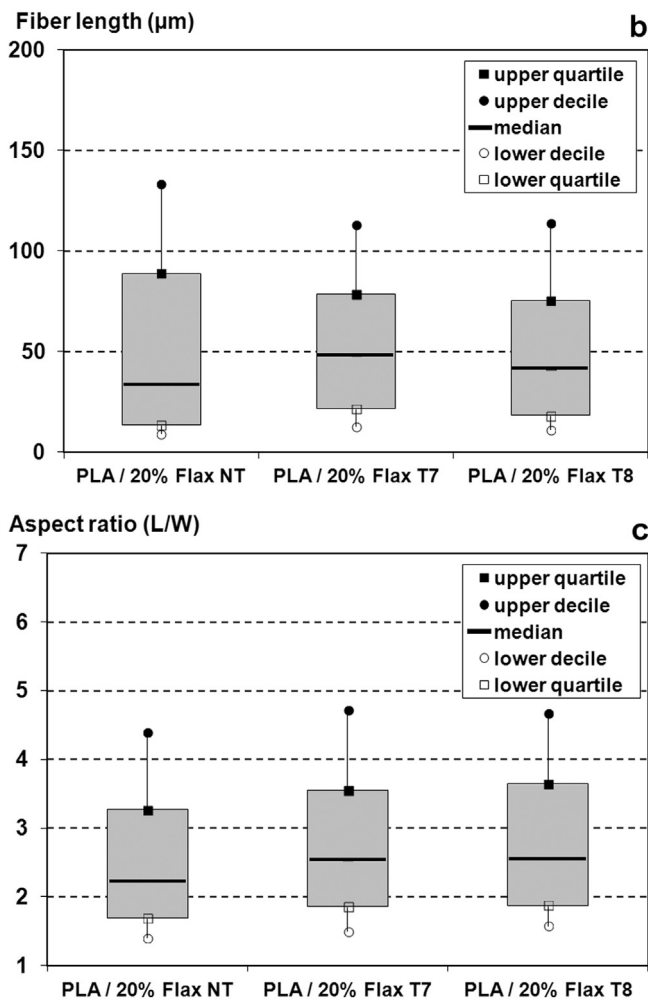 Fiber length (µm)
b
200
upper quartile
upper decile
median
lower decile
lower quartile
150
100
50
0
PLA / 20% Flax NT
PLA / 20% Flax T7
PLA / 20% Flax T8
Aspect ratio (L/W)
c
7
upper quartile
upper decile
median
lower decile
lower quartile
6
5
4
3
2
1
PLA / 20% Flax NT
PLA / 20% Flax T7
PLA / 20% Flax T8